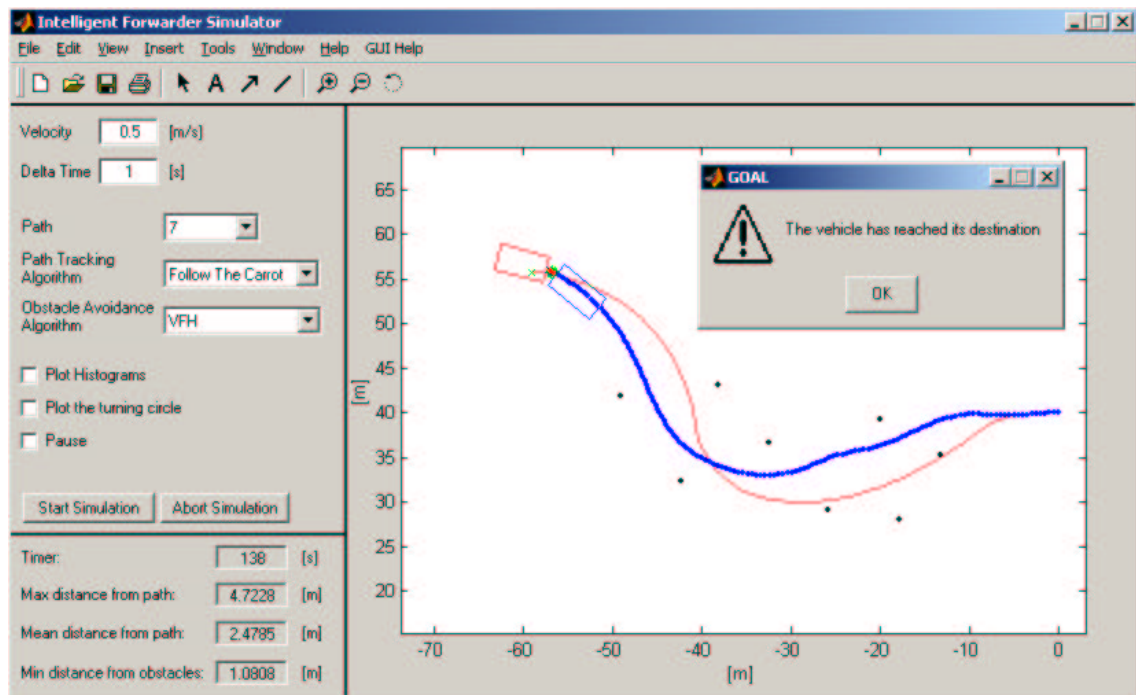 Intelligent Forwarder Simulator
File Edit View Insert Tools Window Help GUI Help
A
Velocity 0.5 [m/s]
Delta Time 1 [s]
Path 7
Path Tracking
Algorithm
Follow The Carrot
Obstacle Avoidance
Algorithm
VFH
Plot Histograms
Plot the turning circle
Pause
Start Simulation Abort Simulation
Timer: 138 [s]
Max distance from path: 4.7228 [m]
Mean distance from path: 2.4785 [m]
Min distance from obstacles: 1.0808 [m]
65
60
55
50
45
40
35
30
25
20
[m]
-70 -60 -50 -40 -30 -20 -10 0
[m]
GOAL
The vehicle has reached its destination
OK